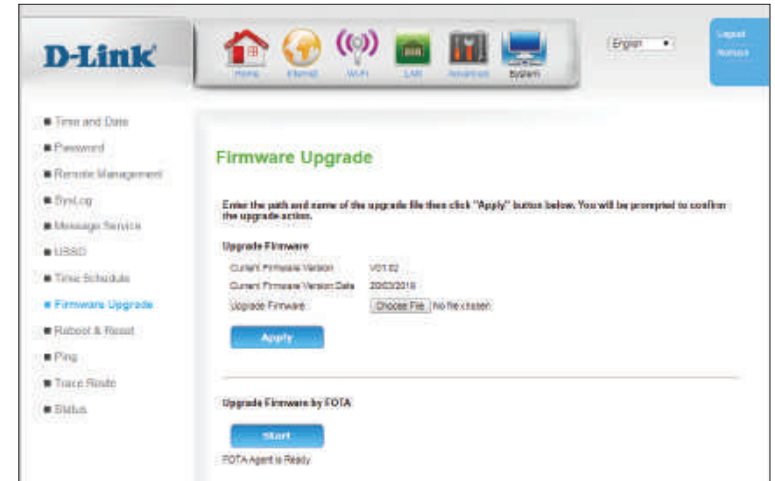 D-Link
Home
Internet
Wi-Fi
LAN
Advanced
System
English
Logout
Time and Date
Password
Remote Management
SysLog
Message Service
USSD
Time Schedule
Firmware Upgrade
Reboot & Reset
Ping
Trace Route
Status
Firmware Upgrade
Enter the path and name of the upgrade file then click "Apply" button below. You will be prompted to confirm
the upgrade action.
Upgrade Firmware
Current Firmware Version V01.02
Current Firmware Version Date
Upgrade Firmware Choose File No file chosen
Apply
Upgrade Firmware by FOTA
Start
FOTA Agent is Ready